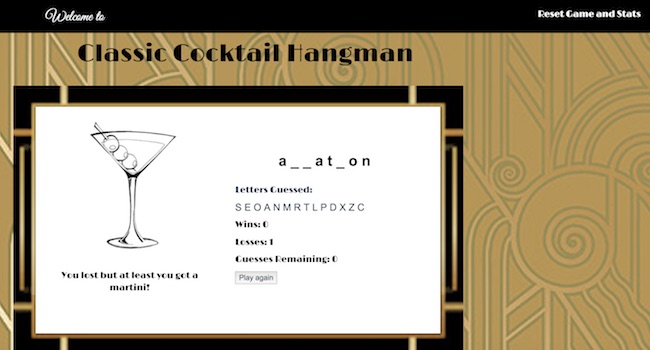 Welcome to
Reset Game and Stats
Classic Cocktail Hangman
a _ _ a t _ o n
Letters Guessed:
S E O A N M R T L P D X Z C
Wins: 0
Losses: 1
Guesses Remaining: 0
Play again
You lost but at least you got a
martini!